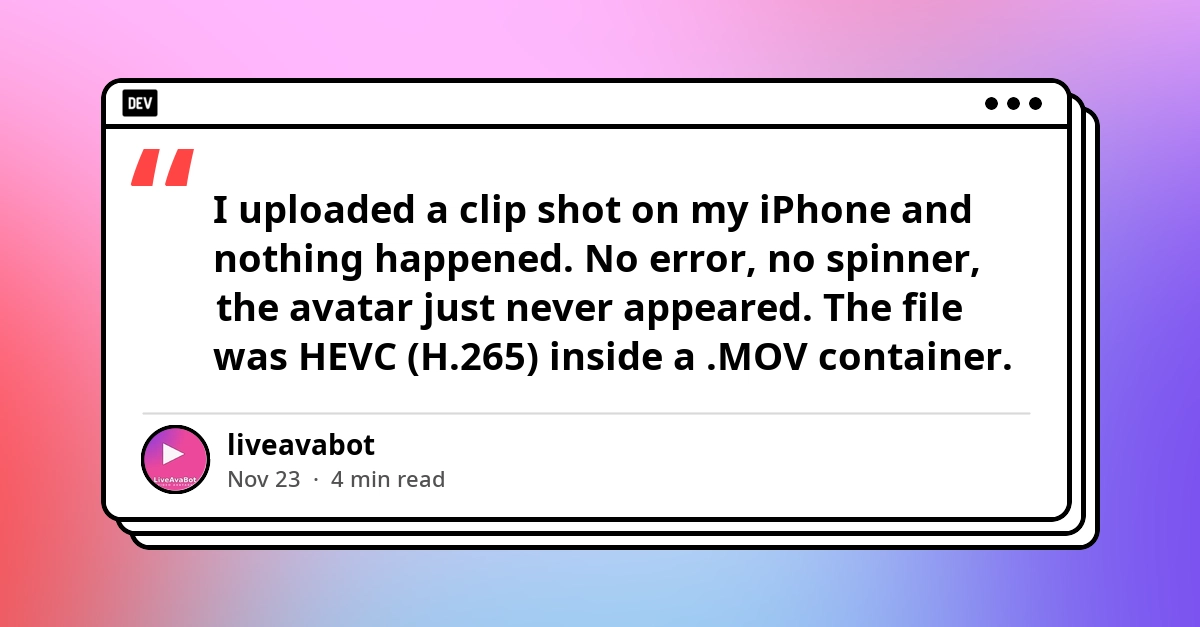 DEV
“
I uploaded a clip shot on my iPhone and
nothing happened. No error, no spinner,
the avatar just never appeared. The file
was HEVC (H.265) inside a .MOV container.
LiveAvaBot
liveavabot
Nov 23 · 4 min read